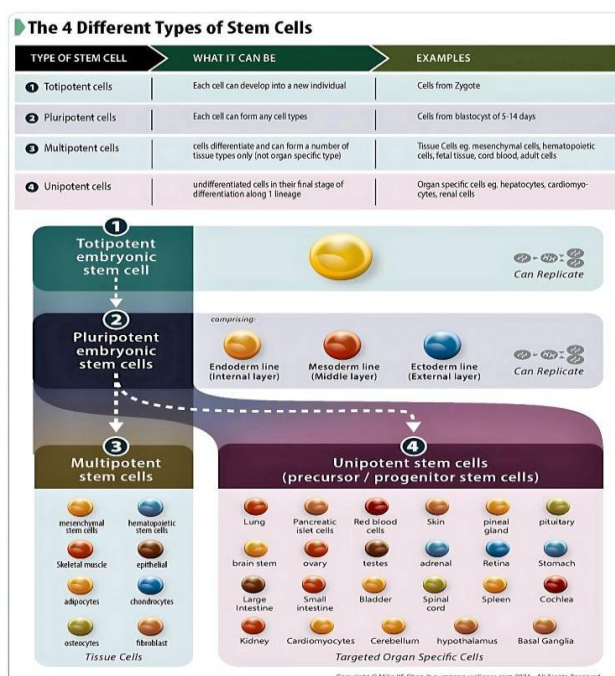 The 4 Different Types of Stem Cells
TYPE OF STEM CELL
WHAT IT CAN BE
EXAMPLES
1 Totipotent cells
Each cell can develop into a new individual
Cells from Zygote
2 Pluripotent cells
Each cell can form any cell types
Cells from blastocyst of 5-14 days
3 Multipotent cells
cells differentiate and can form a number of
tissue types only (not organ specific type)
Tissue Cells eg. mesenchymal cells, hematopoietic
cells, fetal tissue, cord blood, adult cells
4 Unipotent cells
undifferentiated cells in their final stage of
differentiation along 1 lineage
Organ specific cells eg. hepatocytes, cardiomyo-
cytes, renal cells
1
Totipotent
embryonic
stem cell
Can Replicate
2
Pluripotent
embryonic
stem cells
comprising:
Endoderm line
(Internal layer)
Mesoderm line
(Middle layer)
Ectoderm line
(External layer)
Can Replicate
3
Multipotent
stem cells
mesenchymal
stem cells
hematopoietic
stem cells
Skeletal muscle
epithelial
adipocytes
chondrocytes
osteocytes
fibroblast
Tissue Cells
4
Unipotent stem cells
(precursor / progenitor stem cells)
Lung
Pancreatic
islet cells
Red blood
cells
Skin
pineal
gland
pituitary
brain stem
ovary
testes
adrenal
Retina
Stomach
Large
Intestine
Small
intestine
Bladder
Spinal
cord
Spleen
Cochlea
Kidney
Cardiomyocytes
Cerebellum
hypothalamus
Basal Ganglia
Targeted Organ Specific Cells